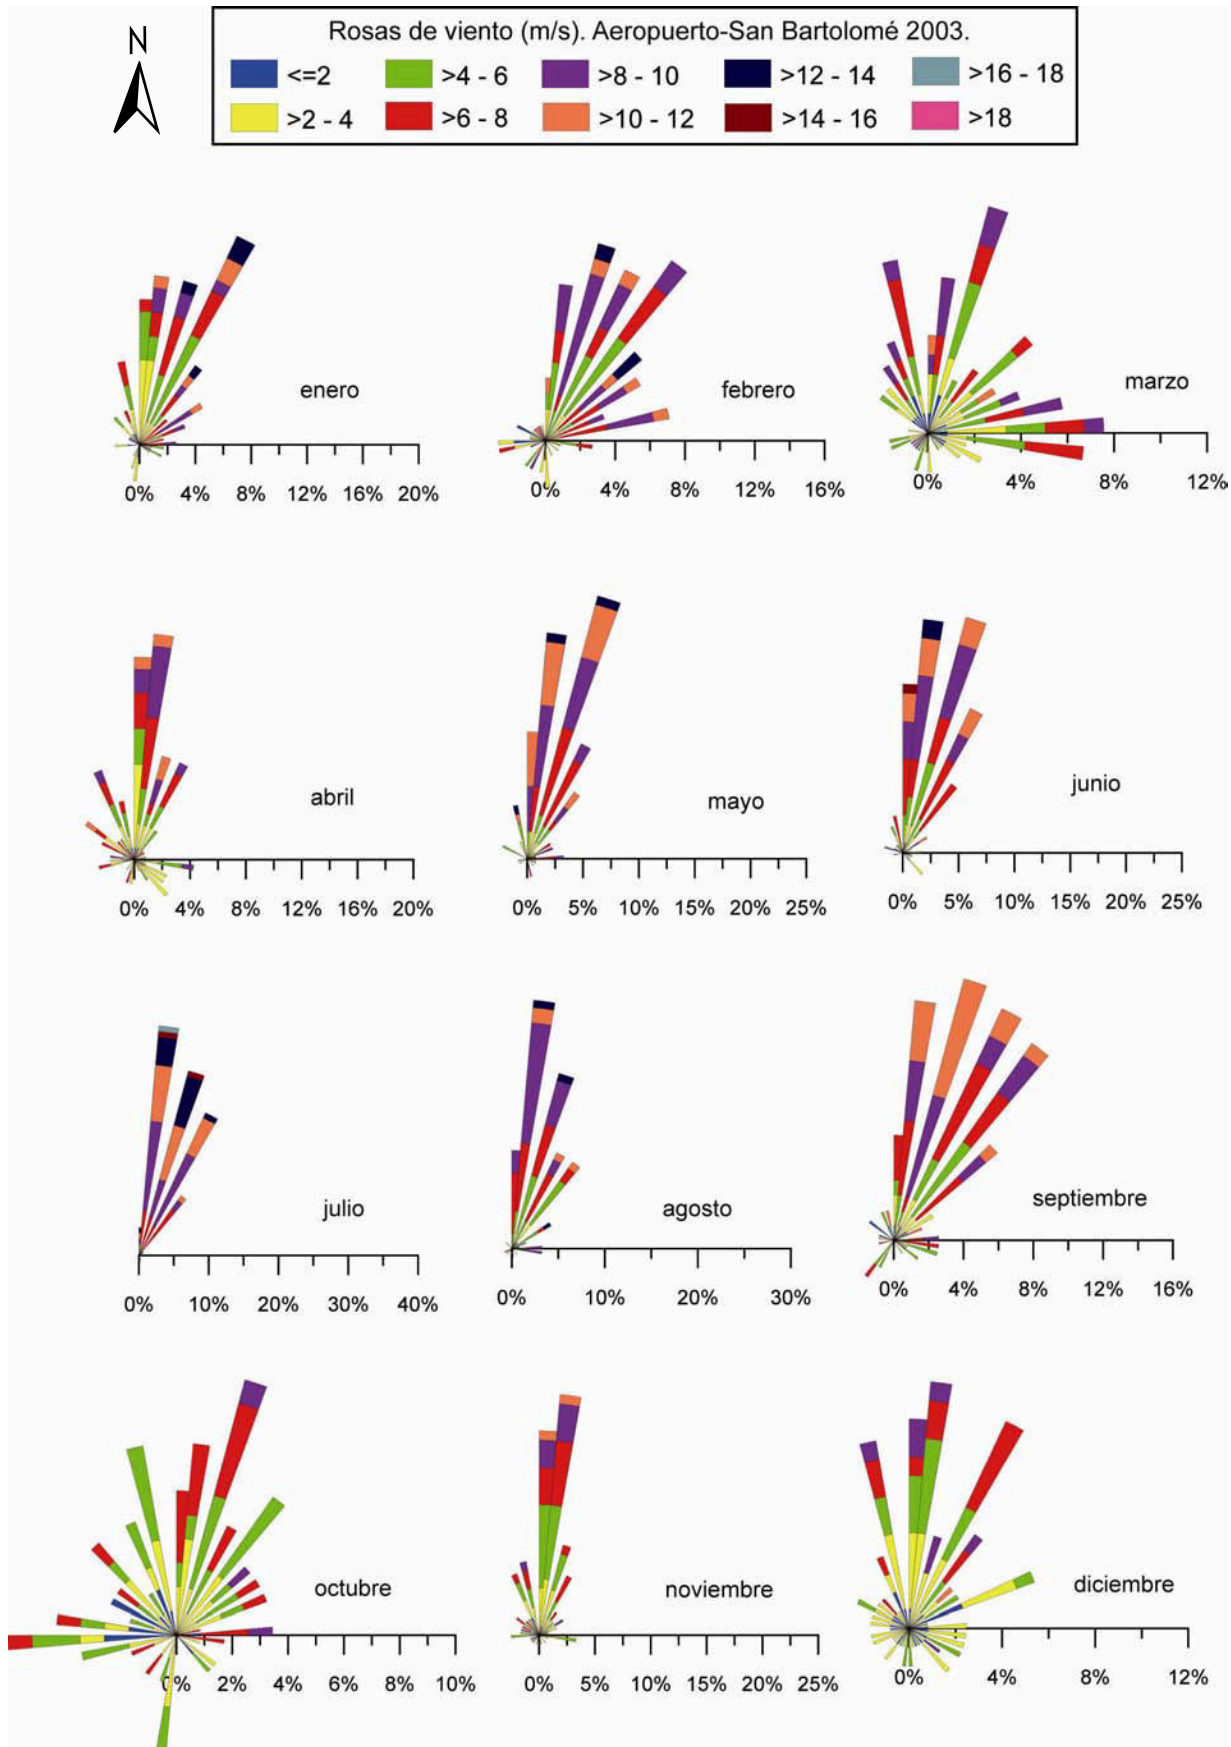 N
Rosas de viento (m/s). Aeropuerto-San Bartolomé 2003.
<=2 >4 - 6 >8 - 10 >12 - 14 >16 - 18
>2 - 4 >6 - 8 >10 - 12 >14 - 16 >18
enero febrero marzo
0% 4% 8% 12% 16% 20% 0% 4% 8% 12% 16% 0% 4% 8% 12%
abril mayo junio
0% 4% 8% 12% 16% 20% 0% 5% 10% 15% 20% 25% 0% 5% 10% 15% 20% 25%
julio agosto septiembre
0% 10% 20% 30% 40% 0% 10% 20% 30% 0% 4% 8% 12% 16%
octubre noviembre diciembre
0% 2% 4% 6% 8% 10% 0% 5% 10% 15% 20% 25% 0% 4% 8% 12%